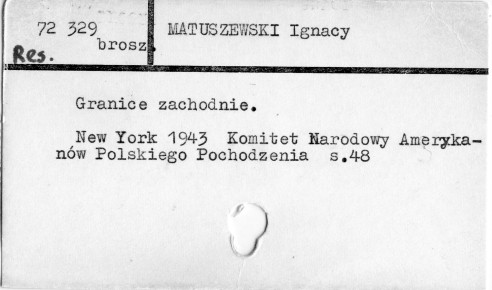 72 329
brosz.
Res.
MATUSZEWSKI Ignacy
Granice zachodnie.
New York 1943 Komitet Narodowy Ameryka-
nów Polskiego Pochodzenia s.48